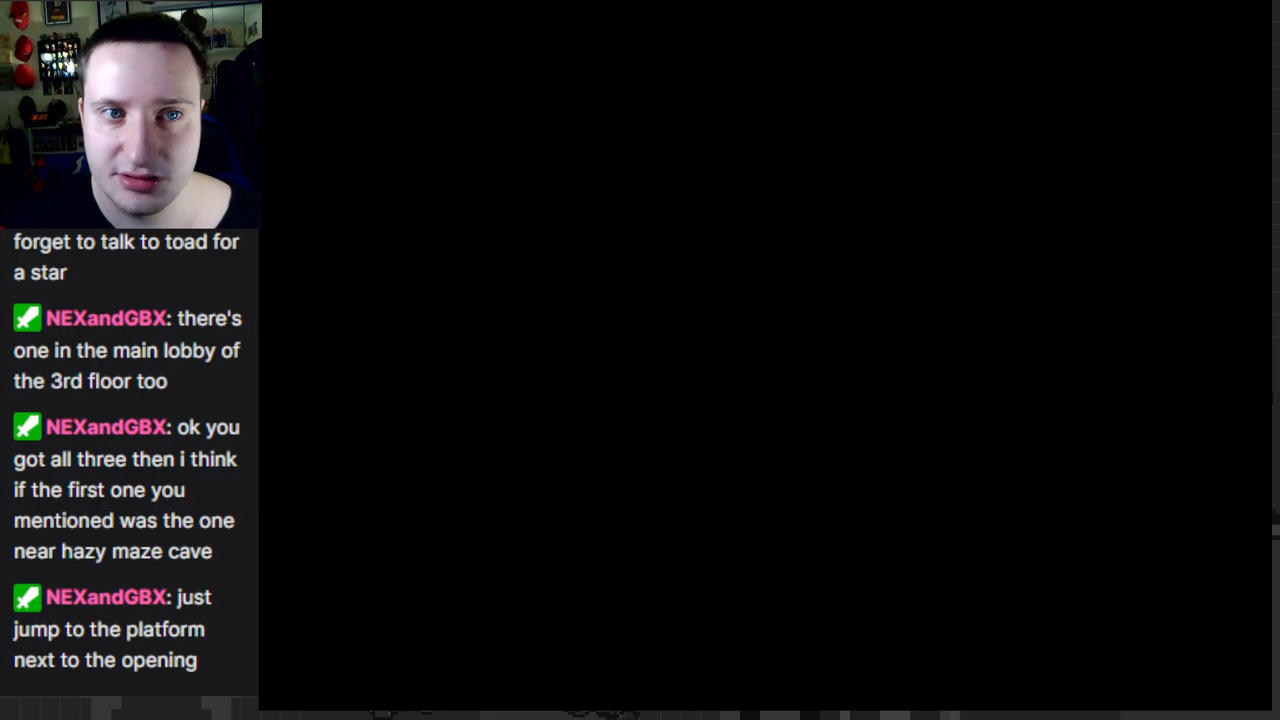 forget to talk to toad for
a star
NEXandGBX: there's
one in the main lobby of
the 3rd floor too
NEXandGBX: ok you
got all three then i think
if the first one you
mentioned was the one
near hazy maze cave
NEXandGBX: just
jump to the platform
next to the opening